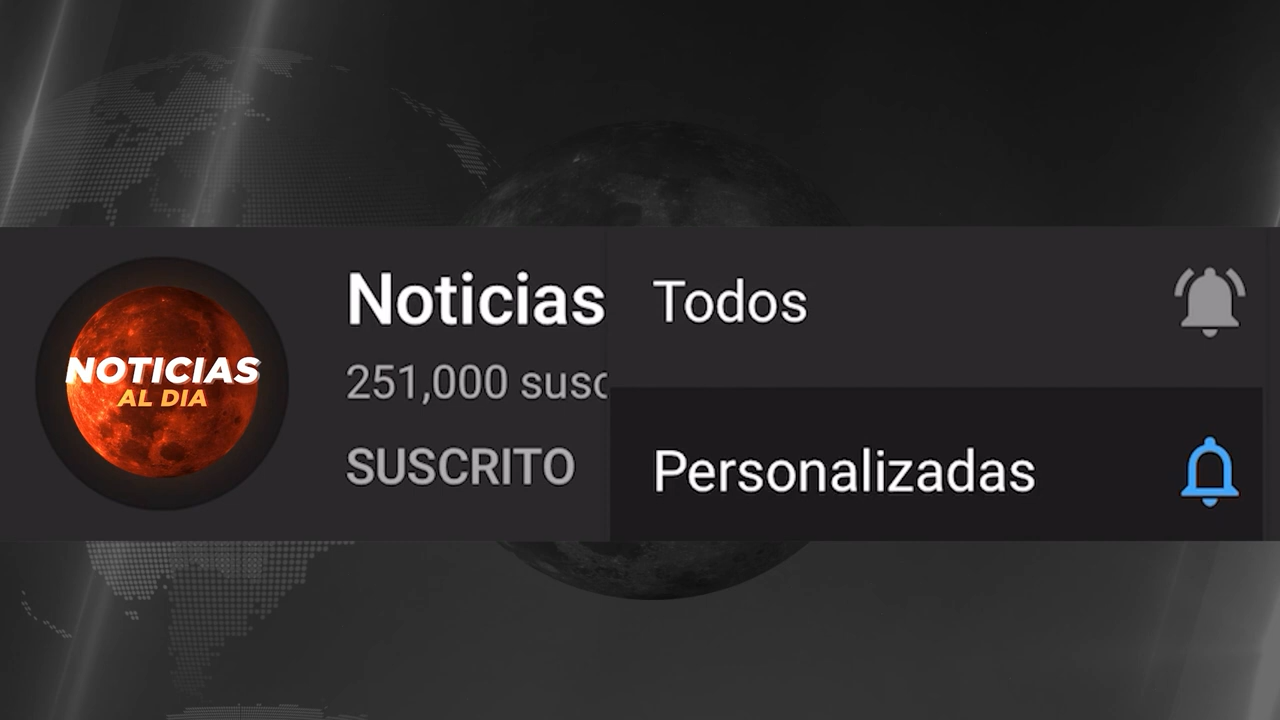 NOTICIAS
AL DIA
Noticias
251,000 susc
SUSCRITO
Todos
Personalizadas